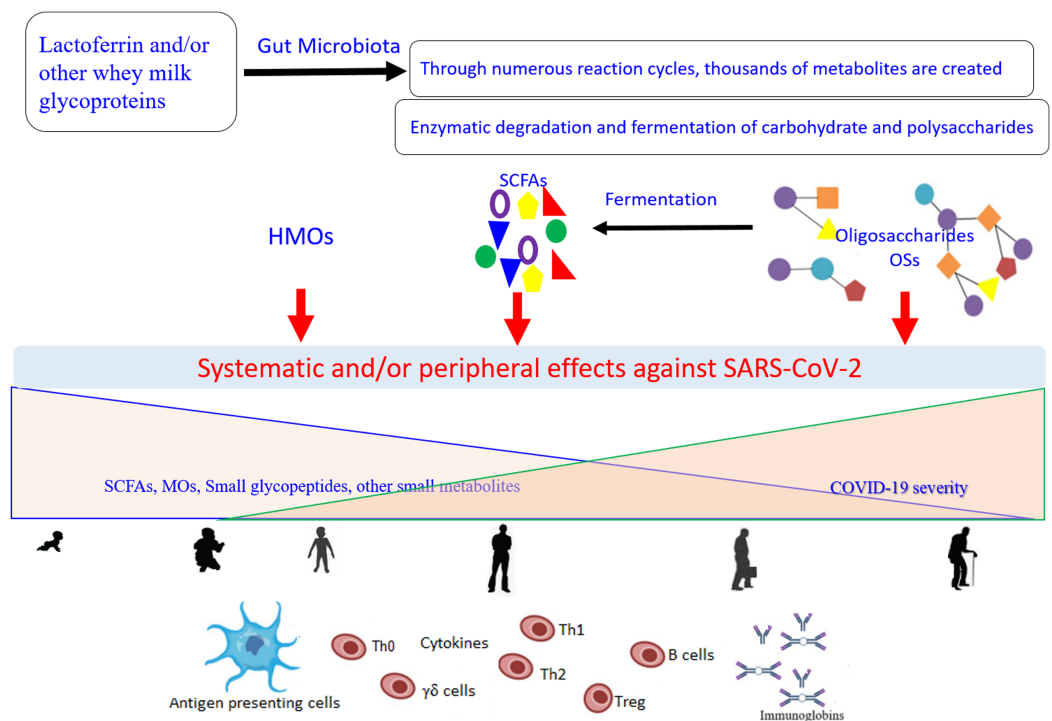 Lactoferrin and/or
other whey milk
glycoproteins
Gut Microbiota
Through numerous reaction cycles, thousands of metabolites are created
Enzymatic degradation and fermentation of carbohydrate and polysaccharides
SCFAs
Fermentation
HMOs
Oligosaccharides
OSs
Systematic and/or peripheral effects against SARS-CoV-2
SCFAs, MOs, Small glycopeptides, other small metabolites
COVID-19 severity
Th0
Cytokines
Th1
Th2
B cells
γδ cells
Treg
Antigen presenting cells
Immunoglobins